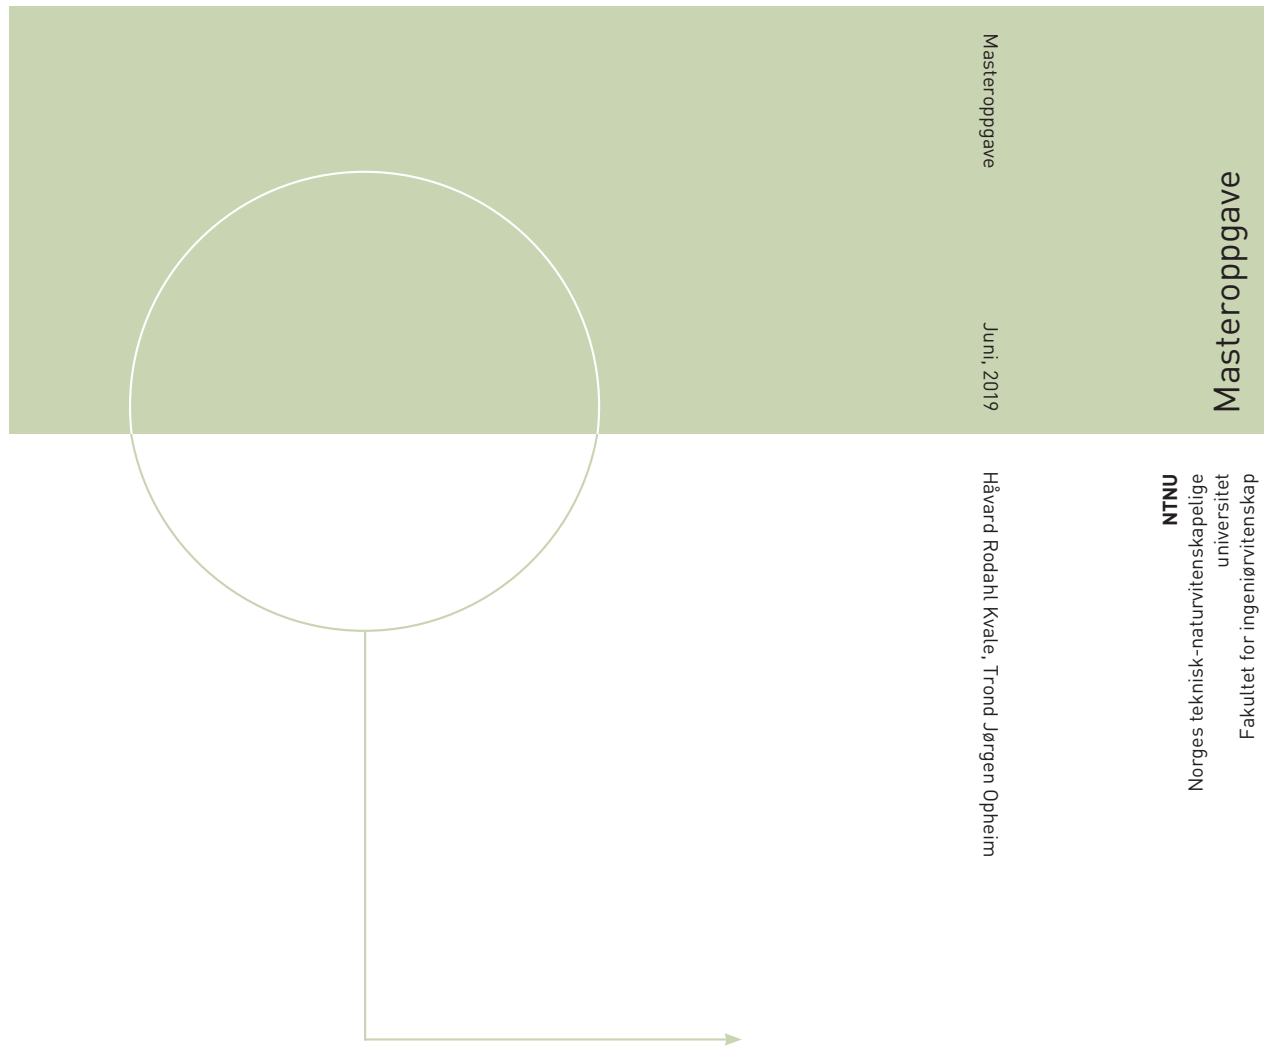 Masteroppgave
Juni, 2019
Håvard Rodahl Kvale, Trond Jørgen Opheim
Masteroppgave
NTNU
Norges teknisk-naturvitenskapelige
universitet
Fakultet for ingeniørvitenskap